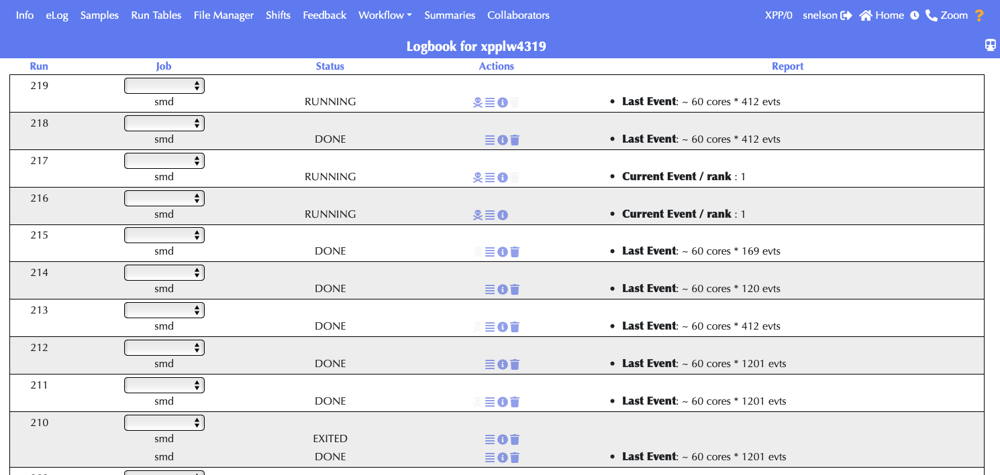 Info eLog Samples Run Tables File Manager Shifts Feedback Workflow Summaries Collaborators XPP/0 snelson Home Zoom ?
Logbook for xpplw4319
Run Job Status Actions Report
219
smd RUNNING • Last Event: ~ 60 cores * 412 evts
218
smd DONE • Last Event: ~ 60 cores * 412 evts
217
smd RUNNING • Current Event / rank : 1
216
smd RUNNING • Current Event / rank : 1
215
smd DONE • Last Event: ~ 60 cores * 169 evts
214
smd DONE • Last Event: ~ 60 cores * 120 evts
213
smd DONE • Last Event: ~ 60 cores * 412 evts
212
smd DONE • Last Event: ~ 60 cores * 1201 evts
211
smd DONE • Last Event: ~ 60 cores * 1201 evts
210
smd EXITED
smd DONE • Last Event: ~ 60 cores * 1201 evts